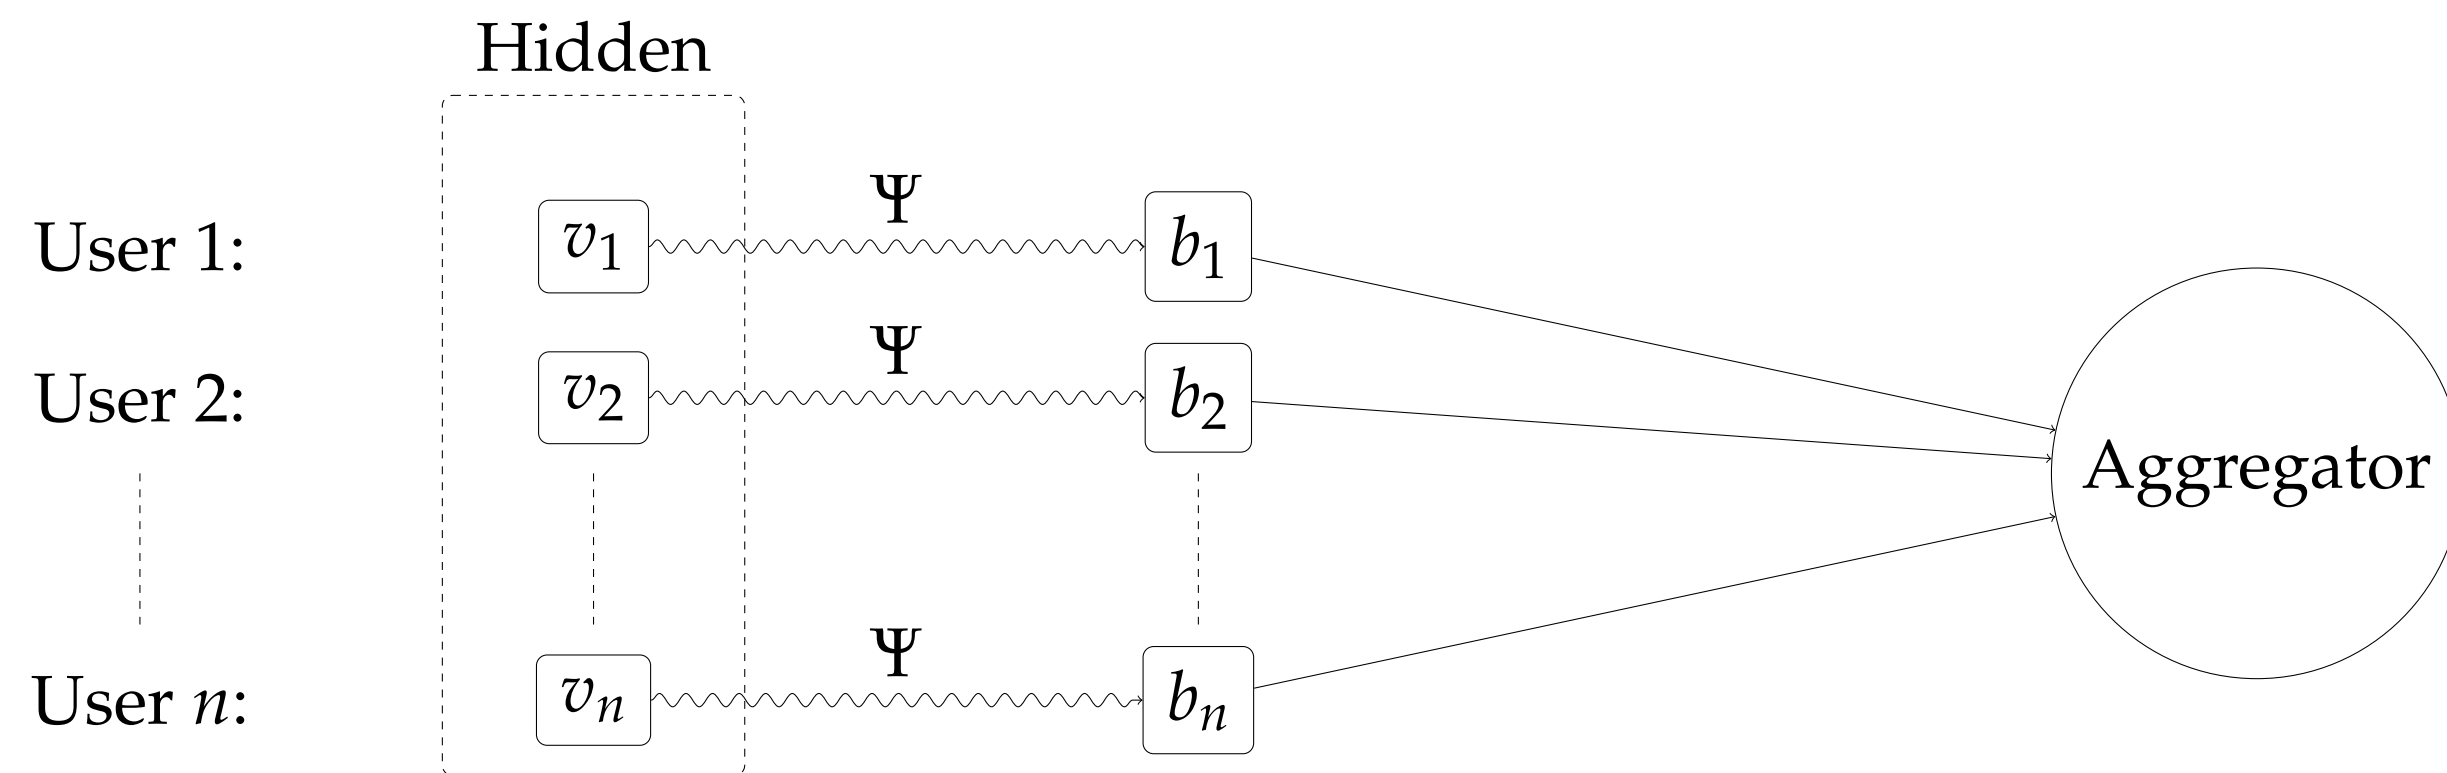 Hidden
Ψ
User 1: v₁ b₁
Ψ
User 2: v₂ b₂
Aggregator
Ψ
User n: vₙ bₙ